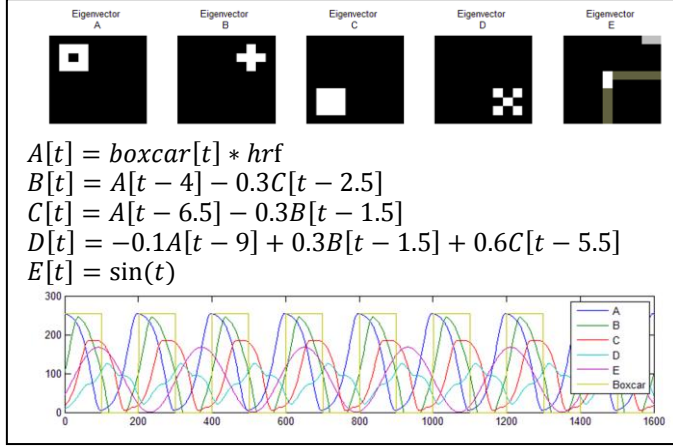 Eigenvector Eigenvector Eigenvector Eigenvector Eigenvector
A B C D E
A[t] = boxcar[t] ∗ hrf
B[t] = A[t − 4] − 0.3C[t − 2.5]
C[t] = A[t − 6.5] − 0.3B[t − 1.5]
D[t] = −0.1A[t − 9] + 0.3B[t − 1.5] + 0.6C[t − 5.5]
E[t] = sin(t)
300
200
100
0
A
B
C
D
E
Boxcar
0 200 400 600 800 1000 1200 1400 1600